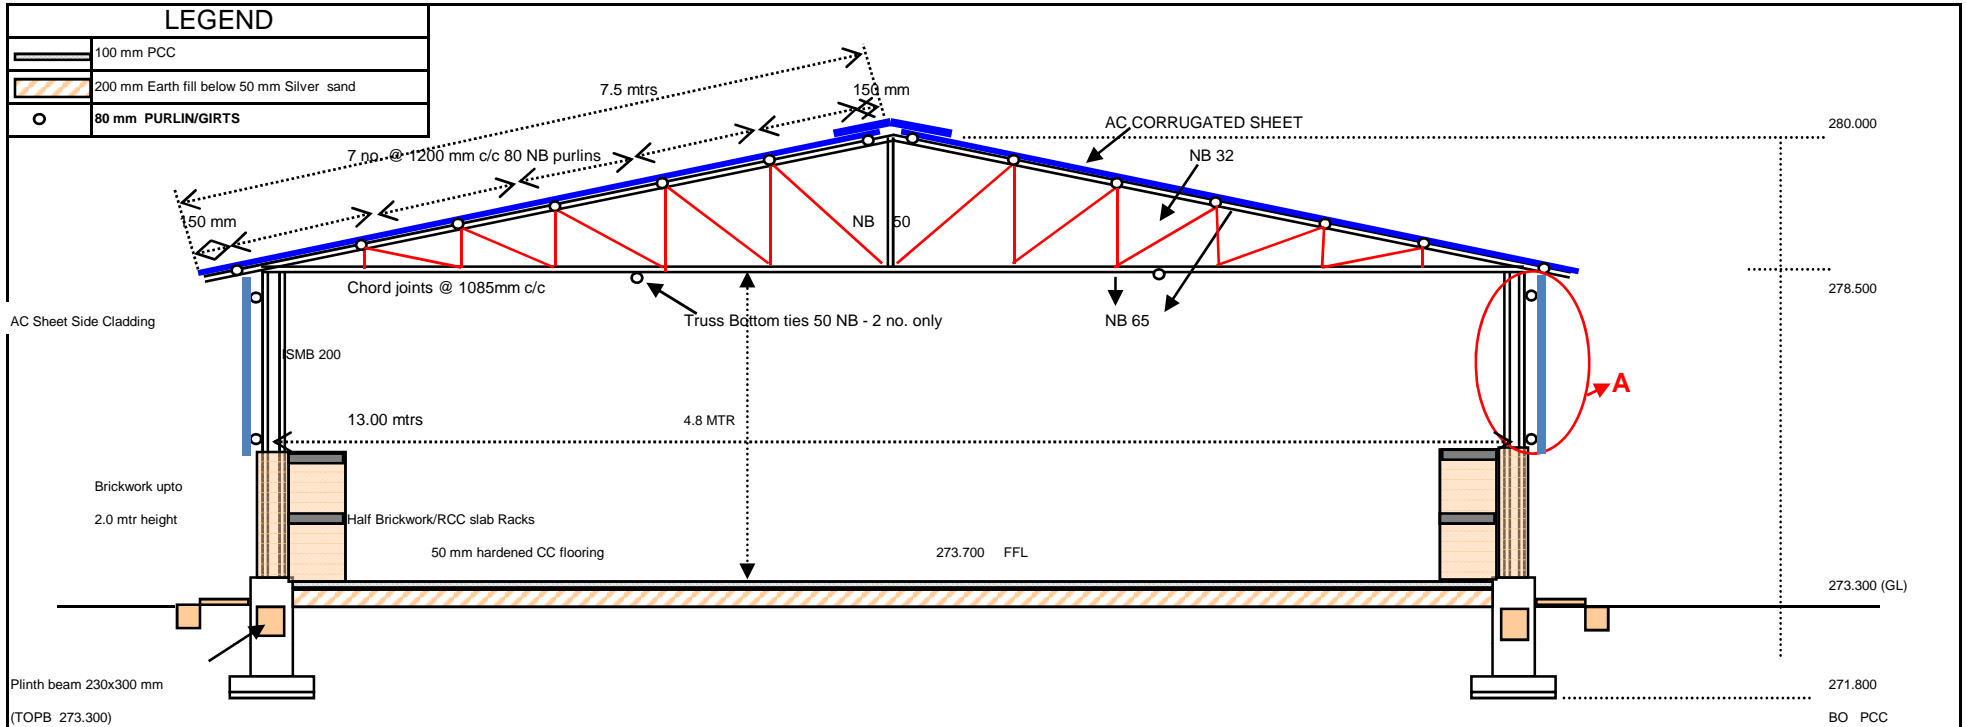 LEGEND
100 mm PCC
200 mm Earth fill below 50 mm Silver sand
80 mm PURLIN/GIRTS
7.5 mtrs
150 mm
AC CORRUGATED SHEET
280.000
7 no. @ 1200 mm c/c 80 NB purlins
NB 32
150 mm
NB 50
Chord joints @ 1085mm c/c
278.500
AC Sheet Side Cladding
Truss Bottom ties 50 NB - 2 no. only
NB 65
ISMB 200
A
13.00 mtrs
4.8 MTR
Brickwork upto
2.0 mtr height
Half Brickwork/RCC slab Racks
50 mm hardened CC flooring
273.700 FFL
273.300 (GL)
Plinth beam 230x300 mm
(TOPB 273.300)
271.800
BO PCC